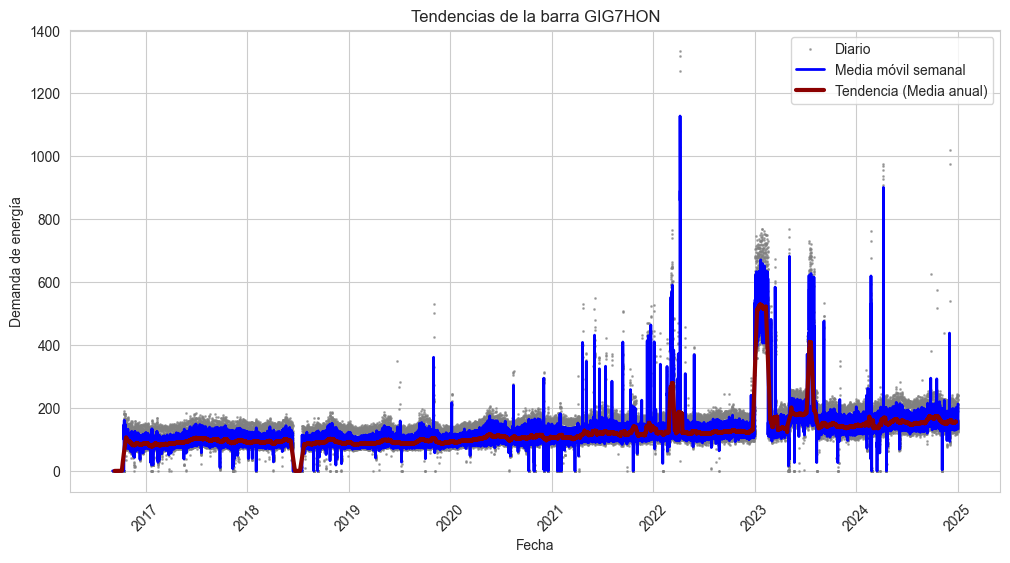 Tendencias de la barra GIG7HON
Diario
Media móvil semanal
Tendencia (Media anual)
Demanda de energía
1400
1200
1000
800
600
400
200
0
2017
2018
2019
2020
2021
2022
2023
2024
2025
Fecha